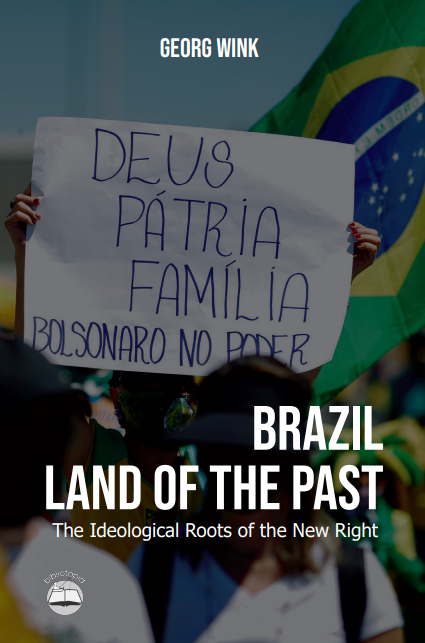 GEORG WINK
DEUS
PÁTRIA
FAMÍLIA
BOLSONARO NO PODER
BRAZIL
LAND OF THE PAST
The Ideological Roots of the New Right
bibliotopia